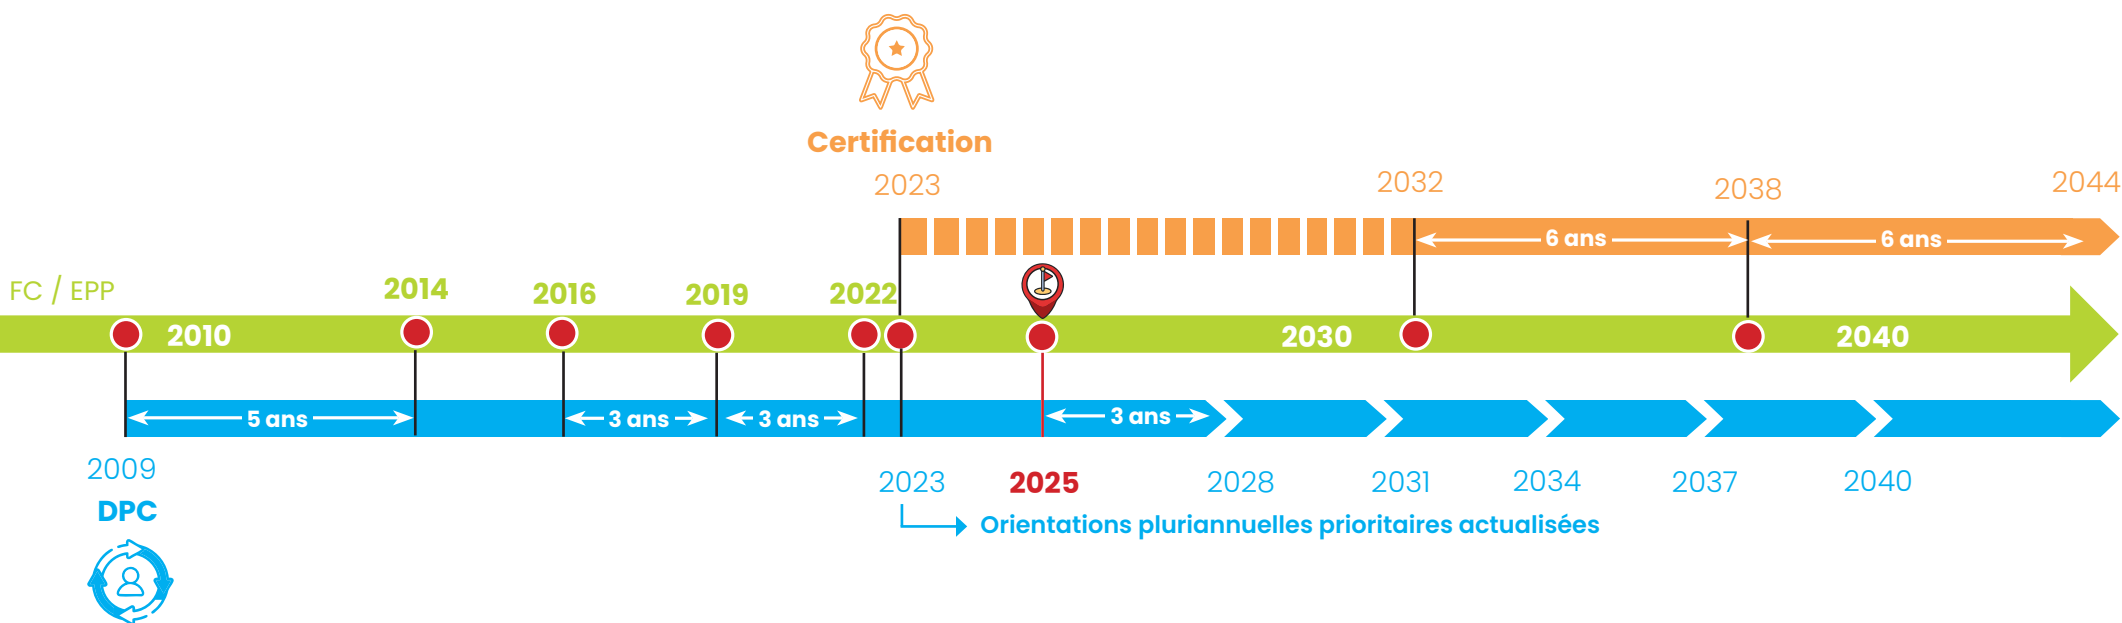 Certification
2023
2032
2038
2044
6 ans
6 ans
FC / EPP
2014
2016
2019
2022
2010
2030
2040
5 ans
3 ans
3 ans
3 ans
2009
2023
2025
2028
2031
2034
2037
2040
DPC
Orientations pluriannuelles prioritaires actualisées